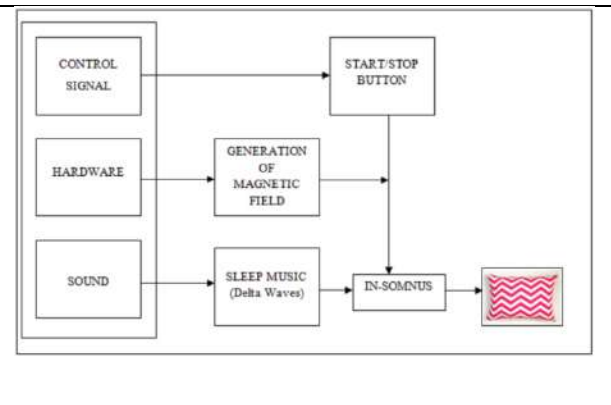 CONTROL
SIGNAL
START/STOP
BUTTON
HARDWARE
GENERATION
OF
MAGNETIC
FIELD
SOUND
SLEEP MUSIC
(Delta Waves)
IN-SOMNUS